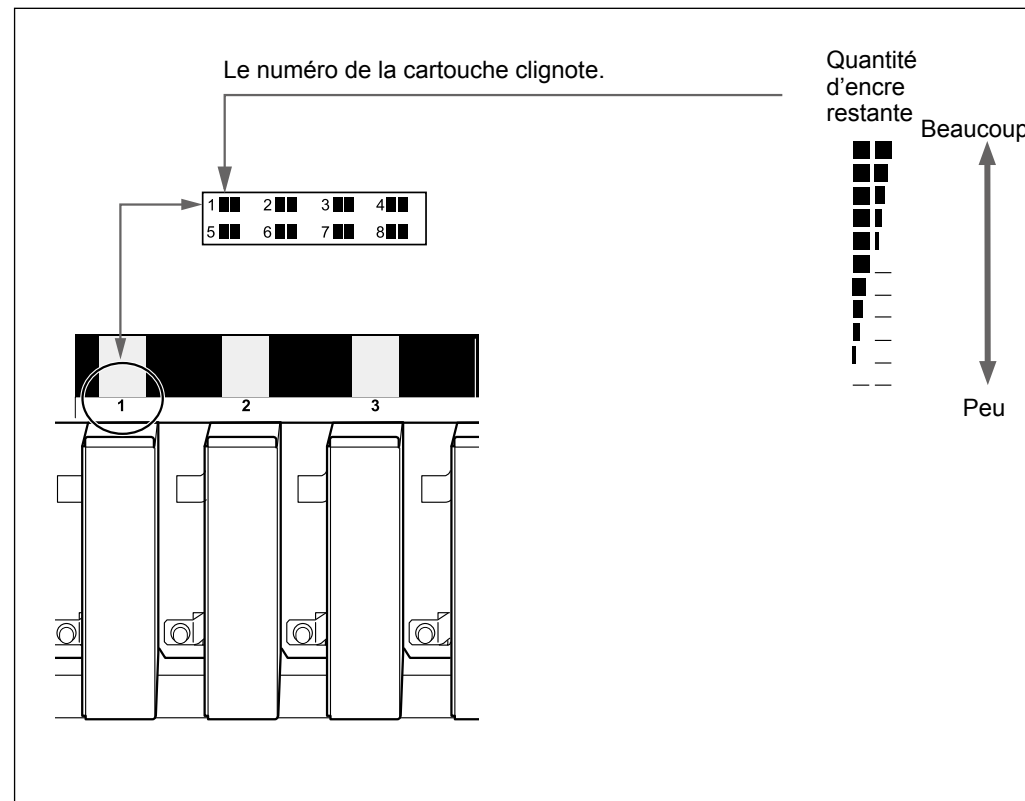 Le numéro de la cartouche clignote.
Quantité
d’encre
restante
Beaucoup
1 2 3 4
5 6 7 8
1 2 3
Peu